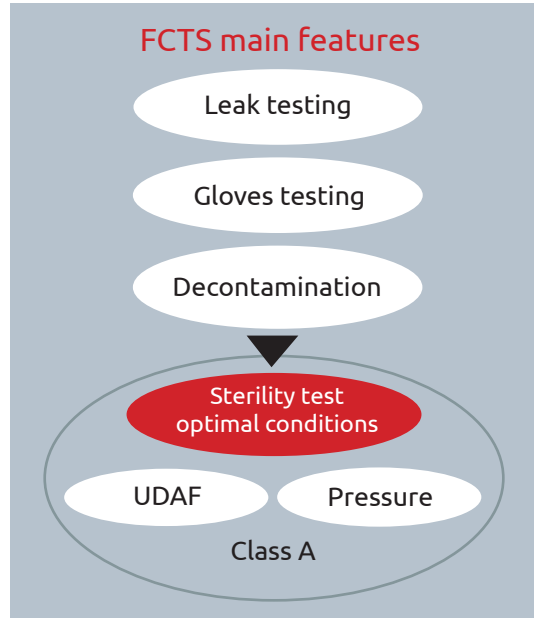 FCTS main features
Leak testing
Gloves testing
Decontamination
Sterility test
optimal conditions
UDAF
Pressure
Class A